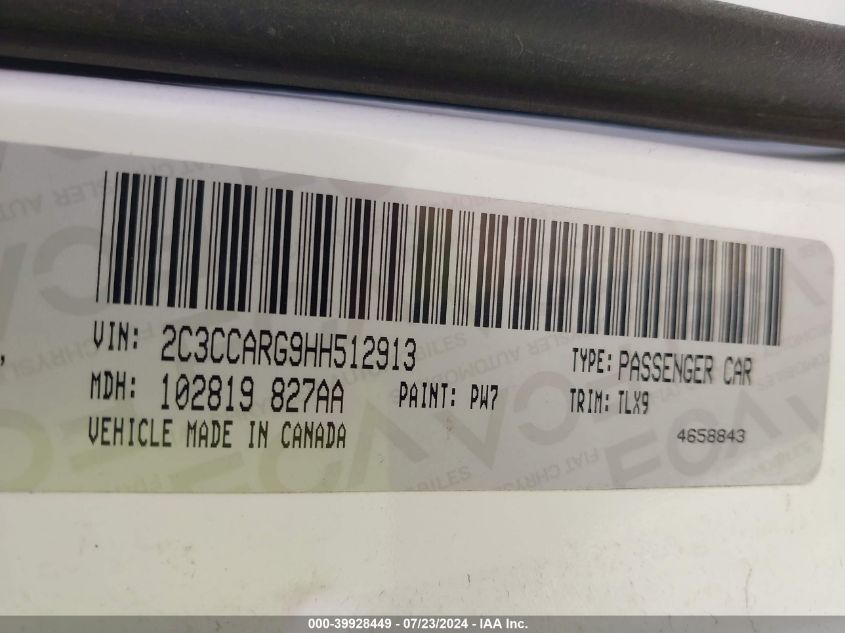 VIN: 2C3CCARG9HH512913 TYPE: PASSENGER CAR
MDH: 102819 827AA PAINT: PW7 TRIM: TLX9
VEHICLE MADE IN CANADA 4658843
000-39928449 - 07/23/2024 - IAA Inc.